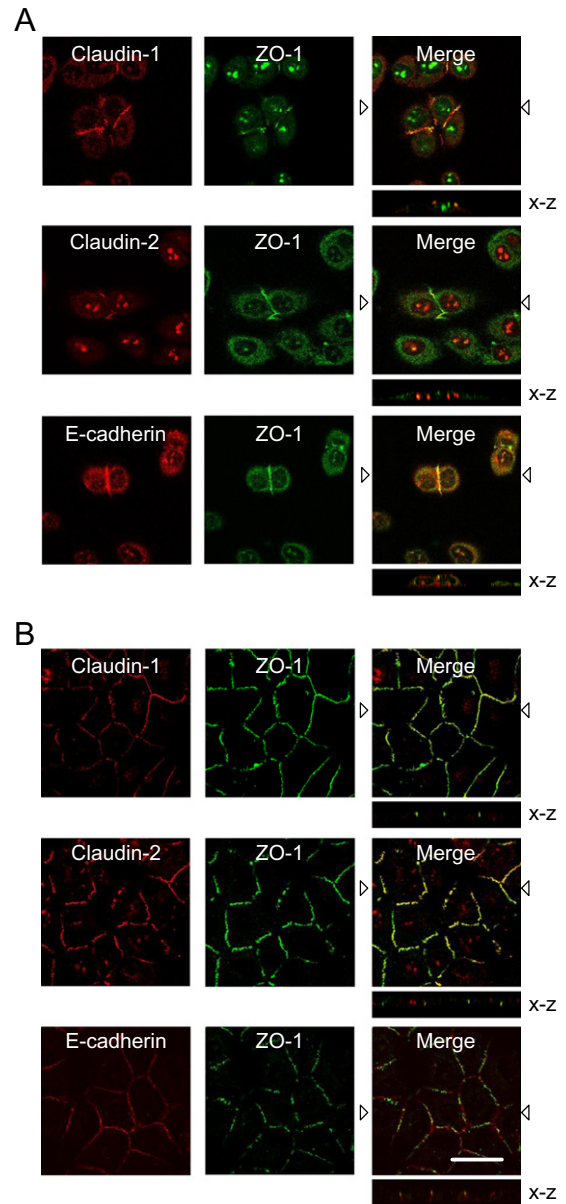 A
Claudin-1 ZO-1 Merge
x-z
Claudin-2 ZO-1 Merge
x-z
E-cadherin ZO-1 Merge
x-z
B
Claudin-1 ZO-1 Merge
x-z
Claudin-2 ZO-1 Merge
x-z
E-cadherin ZO-1 Merge
x-z